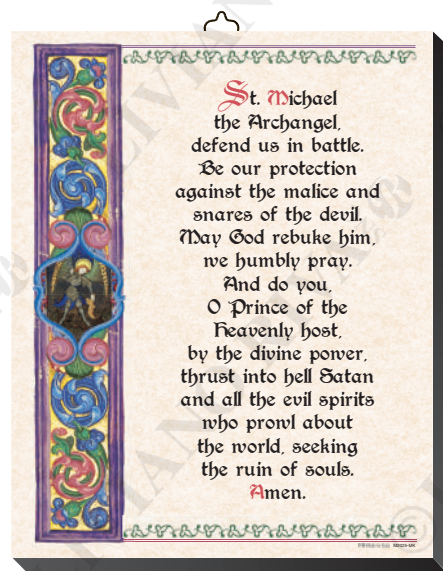 St. Michael
the Archangel,
defend us in battle.
Be our protection
against the malice and
snares of the devil.
May God rebuke him,
we humbly pray.
And do you,
O Prince of the
Heavenly host,
by the divine power,
thrust into hell Satan
and all the evil spirits
who prowl about
the world, seeking
the ruin of souls.
Amen.